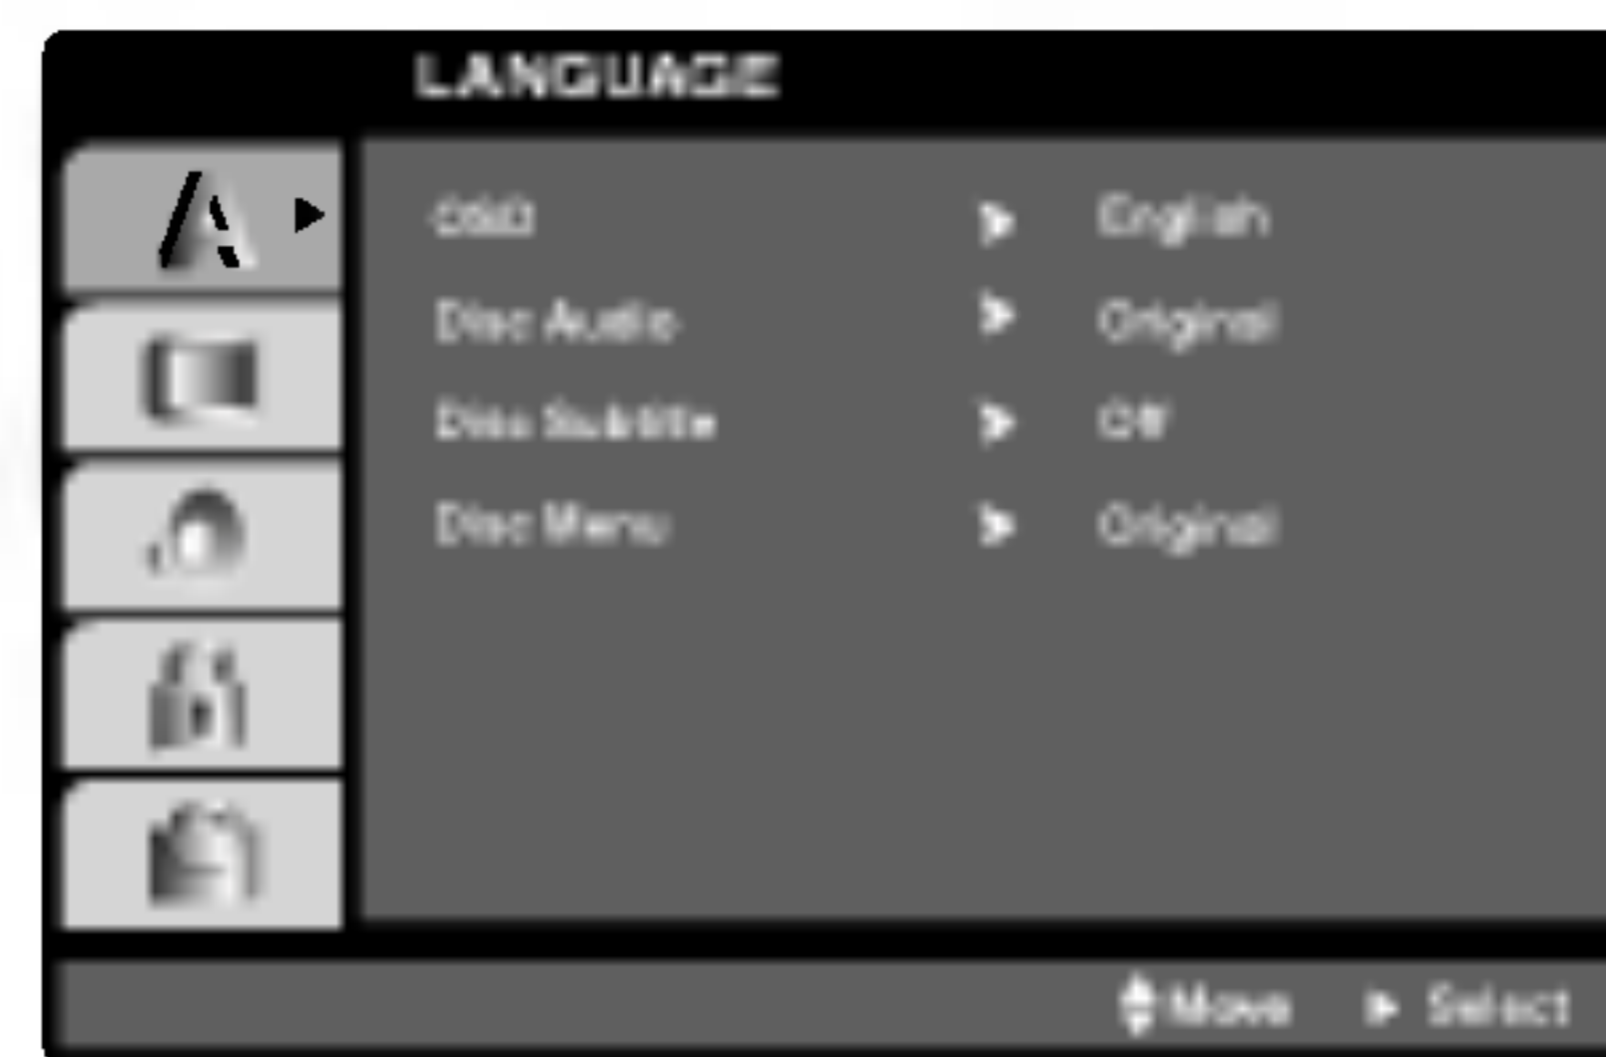 LANGUAGE
OSD English
Disc Audio Original
Disc Subtitle Off
Disc Menu Original
Move Select